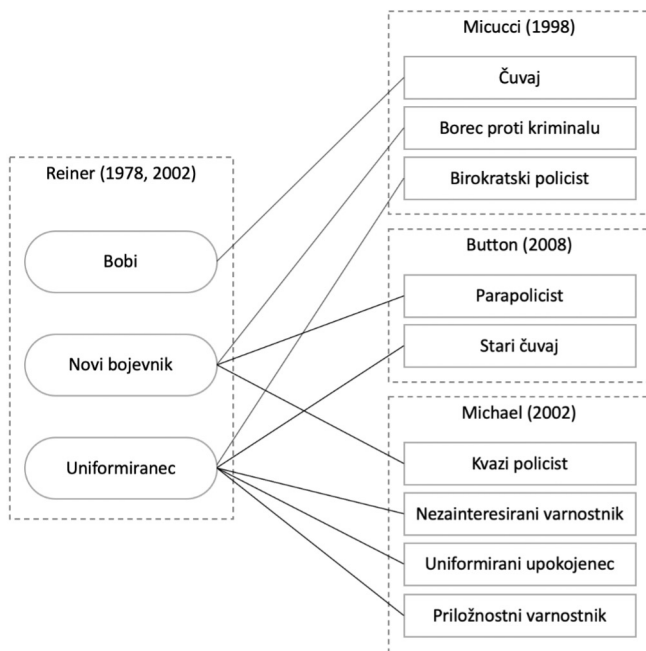 Reiner (1978, 2002)
Bobi
Novi bojevnik
Uniformiranec
Micucci (1998)
Čuvaj
Borec proti kriminalu
Birokratski policist
Button (2008)
Parapolicist
Stari čuvaj
Michael (2002)
Kvazi policist
Nezainteresirani varnostnik
Uniformirani upokojenec
Priložnostni varnostnik